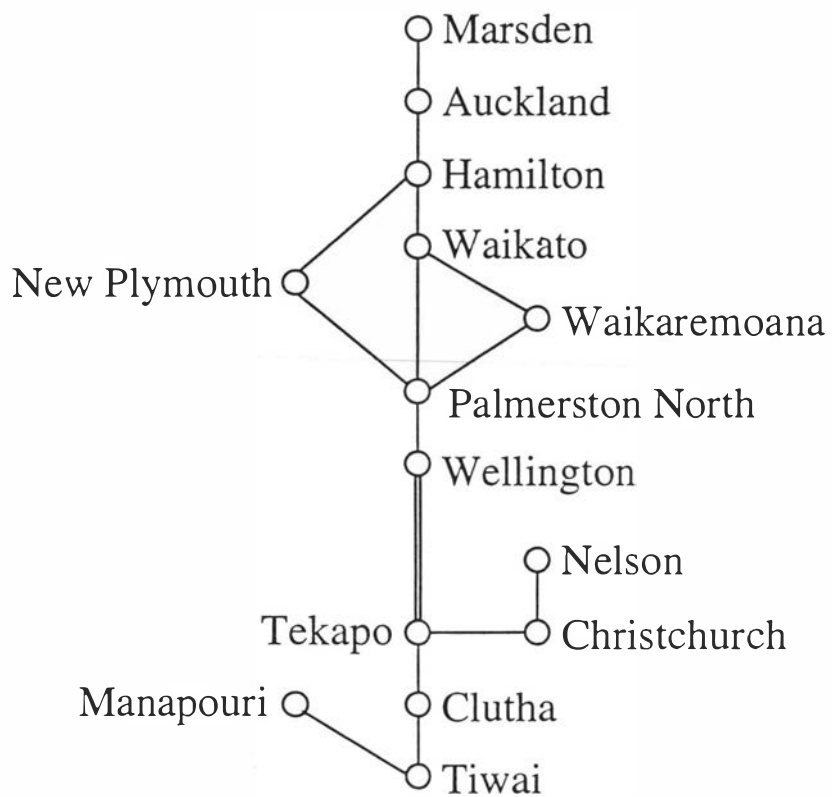 Marsden
Auckland
Hamilton
Waikato
New Plymouth
Waikaremoana
Palmerston North
Wellington
Nelson
Tekapo
Christchurch
Manapouri
Clutha
Tiwai